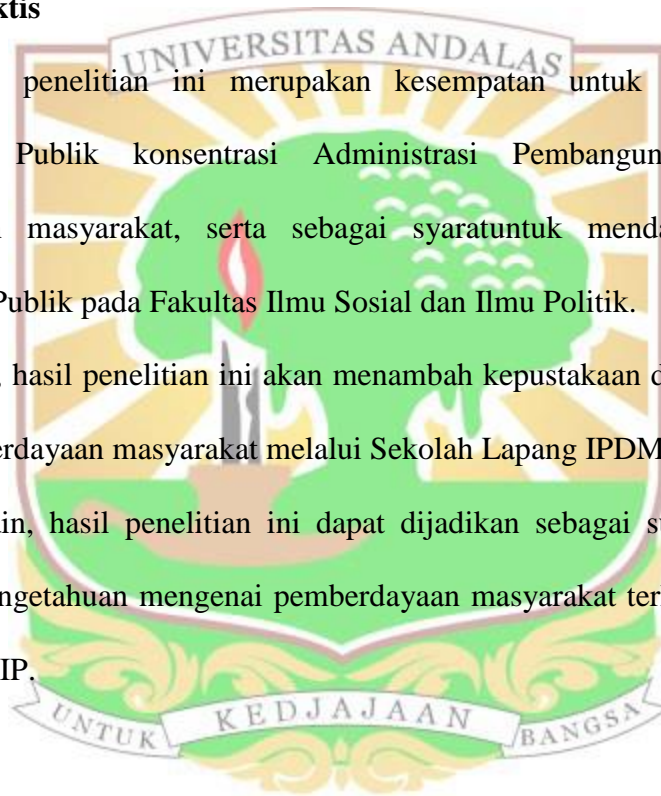 ktis
UNIVERSITAS ANDALAS
penelitian ini merupakan kesempatan untuk
Publik konsentrasi Administrasi Pembangun
masyarakat, serta sebagai syaratuntuk menda
Publik pada Fakultas Ilmu Sosial dan Ilmu Politik.
, hasil penelitian ini akan menambah kepustakaan d
erdayaan masyarakat melalui Sekolah Lapang IPDM
in, hasil penelitian ini dapat dijadikan sebagai su
ngetahuan mengenai pemberdayaan masyarakat ter
IP.
UNTUK KEDJAJAAN BANGSA